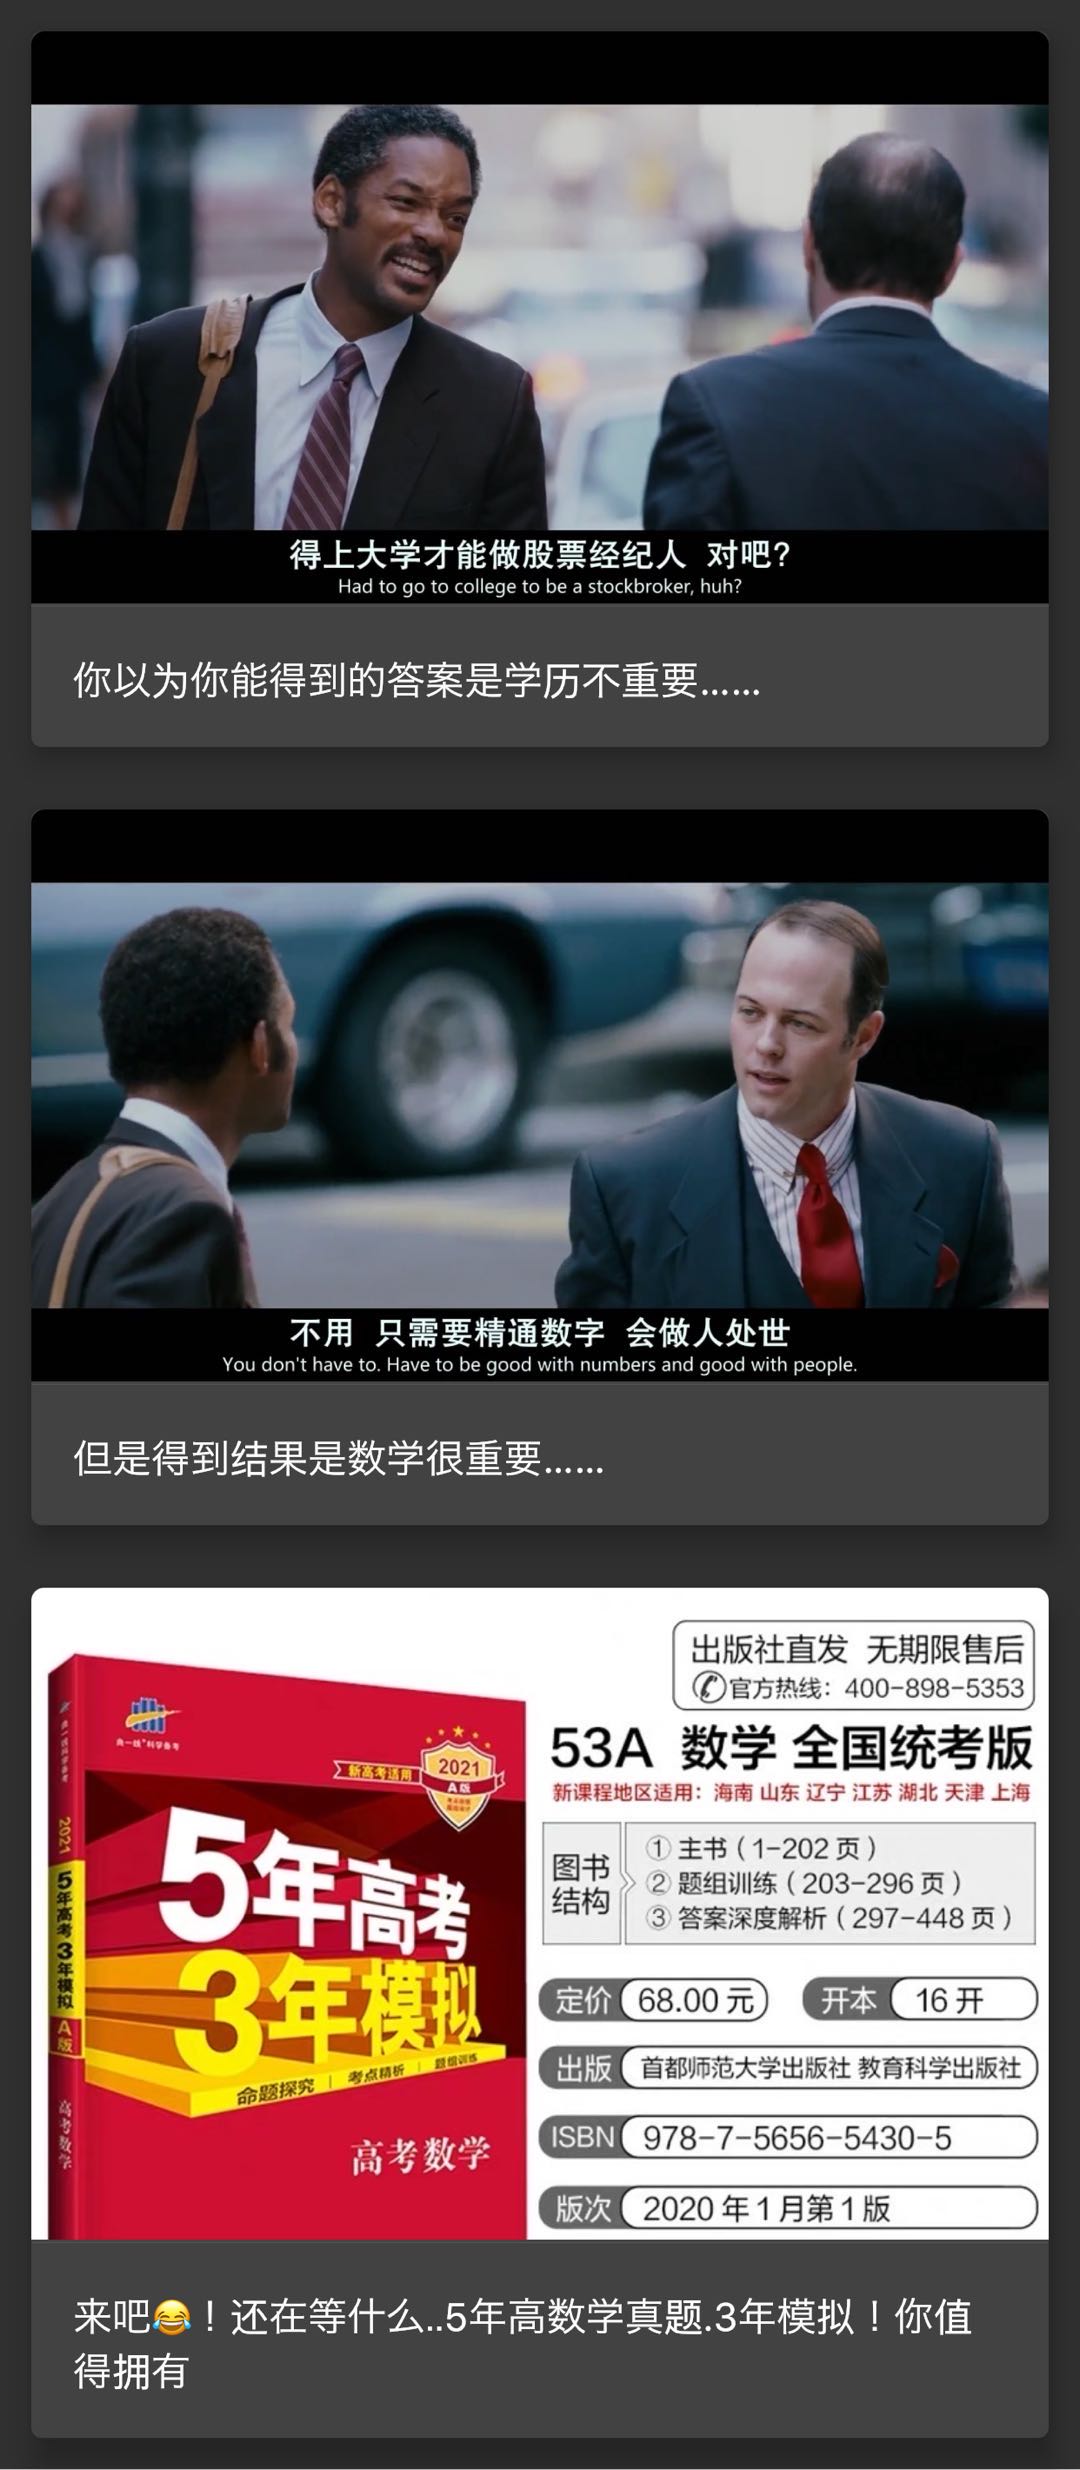 得上大学才能做股票经纪人 对吧?
Had to go to college to be a stockbroker, huh?
你以为你能得到的答案是学历不重要……
不用 只需要精通数字 会做人处世
You don't have to. Have to be good with numbers and good with people.
但是得到结果是数学很重要……
出版社直发 无期限售后
官方热线：400-898-5353
53A 数学 全国统考版
新课程地区适用：海南 山东 辽宁 江苏 湖北 天津 上海
图书结构
① 主书（1-202 页）
② 题组训练（203-296 页）
③ 答案深度解析（297-448 页）
定价 68.00 元
开本 16 开
出版 首都师范大学出版社 教育科学出版社
ISBN 978-7-5656-5430-5
版次 2020 年 1 月第 1 版
新高考适用
2021
A版
5年高考
3年模拟
命题探究 | 考点精析 | 题组训练
高考数学
2021
5年高考3年模拟
A版
高考数学
来吧😂！还在等什么..5年高数学真题.3年模拟！你值
得拥有